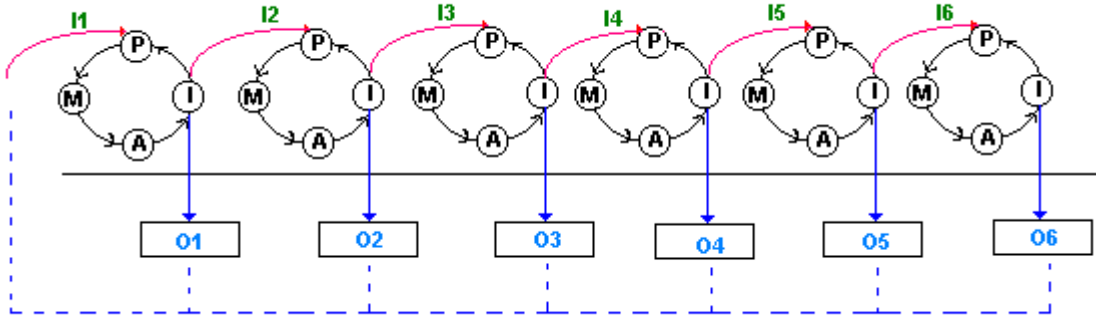 I1 I2 I3 I4 I5 I6
P P P P P P
M I M I M I M I M I M I
A A A A A A
O1 O2 O3 O4 O5 O6